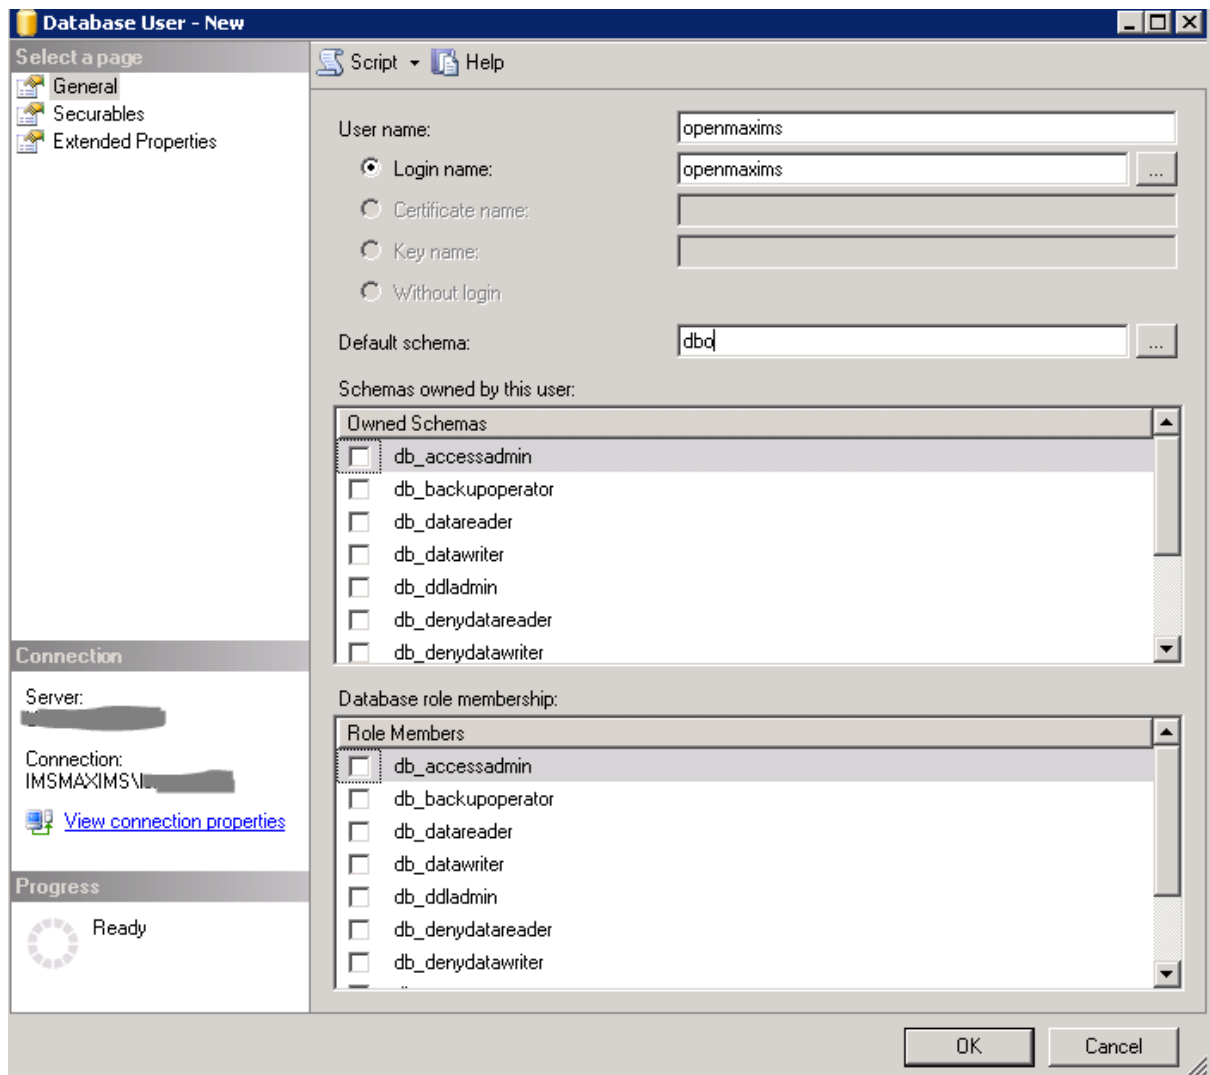 Database User - New
Select a page
General
Securables
Extended Properties
Script
Help
User name:
openmaxims
Login name:
openmaxims
...
Certificate name:
Key name:
Without login
Default schema:
dbo
...
Schemas owned by this user:
Owned Schemas
db_accessadmin
db_backupoperator
db_datareader
db_datawriter
db_ddladmin
db_denydatareader
db_denydatawriter
Database role membership:
Role Members
db_accessadmin
db_backupoperator
db_datareader
db_datawriter
db_ddladmin
db_denydatareader
db_denydatawriter
Connection
Server:
Connection:
IMSMAXIMS\
View connection properties
Progress
Ready
OK
Cancel